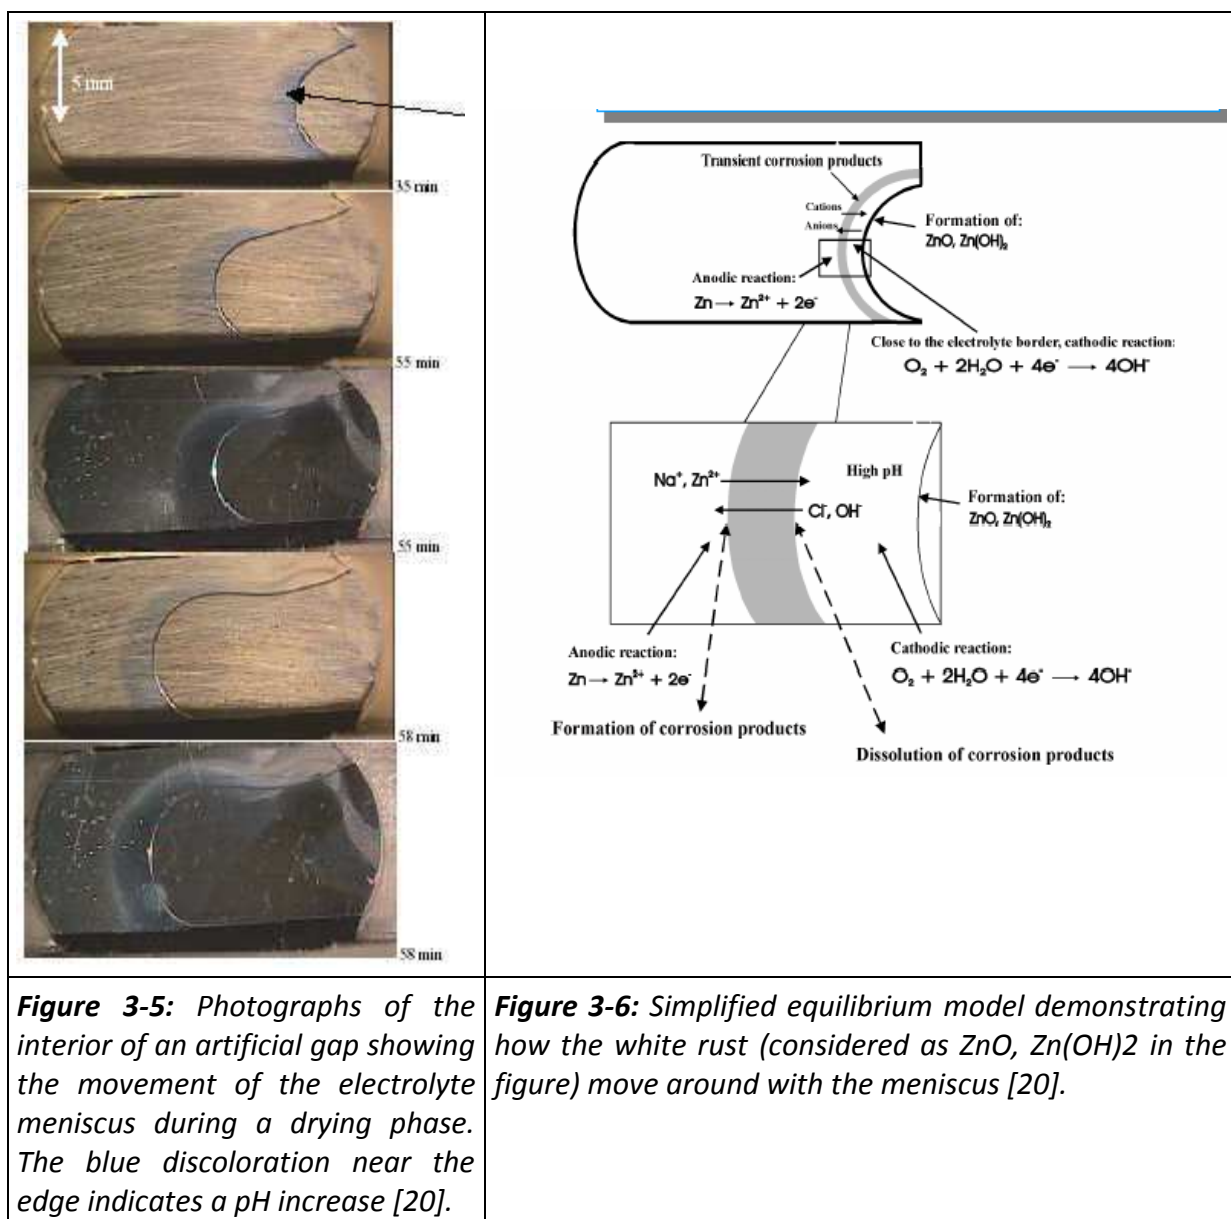 5 mm
35 min
55 min
55 min
58 min
58 min
Transient corrosion products
Cations
Anions
Formation of:
ZnO, Zn(OH)₂
Anodic reaction:
Zn → Zn²⁺ + 2e⁻
Close to the electrolyte border, cathodic reaction:
O₂ + 2H₂O + 4e⁻ → 4OH⁻
High pH
Na⁺, Zn²⁺
Cl⁻, OH⁻
Formation of:
ZnO, Zn(OH)₂
Anodic reaction:
Zn → Zn²⁺ + 2e⁻
Cathodic reaction:
O₂ + 2H₂O + 4e⁻ → 4OH⁻
Formation of corrosion products
Dissolution of corrosion products
Figure 3-5: Photographs of the
interior of an artificial gap showing
the movement of the electrolyte
meniscus during a drying phase.
The blue discoloration near the
edge indicates a pH increase [20].
Figure 3-6: Simplified equilibrium model demonstrating
how the white rust (considered as ZnO, Zn(OH)2 in the
figure) move around with the meniscus [20].